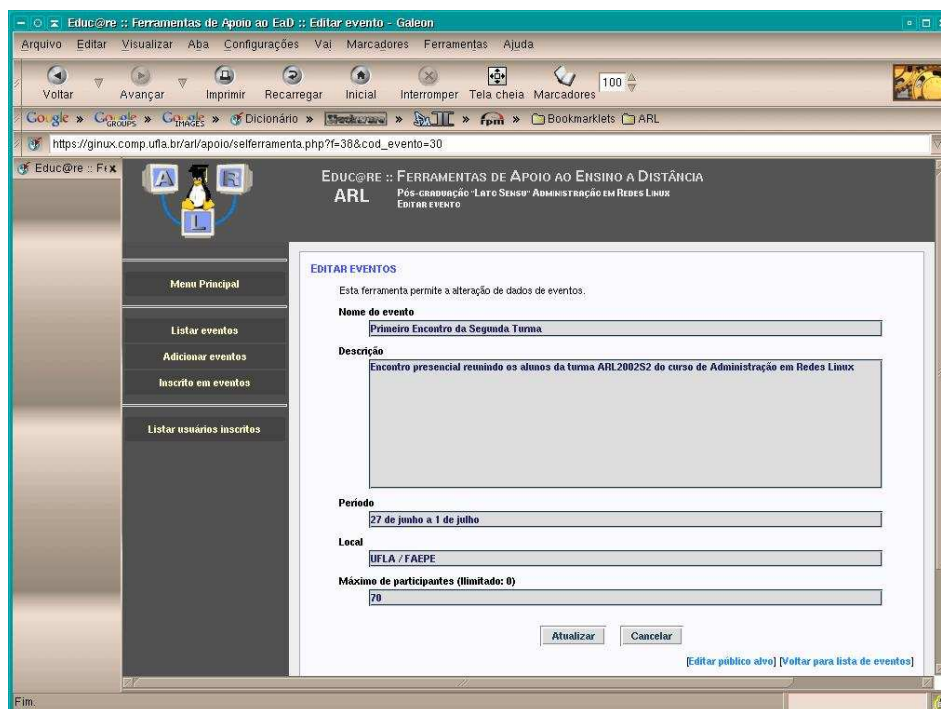 Educ@re :: Ferramentas de Apoio ao EaD :: Editar evento - Galeon
Arquivo Editar Visualizar Aba Configurações Vai Marcadores Ferramentas Ajuda
Voltar Avançar Imprimir Recarregar Inicial Interromper Tela cheia Marcadores 100
Google » Google GROUPS » Google IMAGES » Dicionário » » » fpm » Bookmarklets ARL
https://ginux.comp.ufla.br/arl/apoio/selferramenta.php?f=38&cod_evento=30
Educ@re :: Fe
A R L
EDUC@RE :: FERRAMENTAS DE APOIO AO ENSINO A DISTÂNCIA
ARL PÓS-GRADUAÇÃO "LATO SENSU" ADMINISTRAÇÃO EM REDES LINUX
EDITAR EVENTO
Menu Principal
Listar eventos
Adicionar eventos
Inscrito em eventos
Listar usuários inscritos
EDITAR EVENTOS
Esta ferramenta permite a alteração de dados de eventos.
Nome do evento
Primeiro Encontro da Segunda Turma
Descrição
Encontro presencial reunindo os alunos da turma ARL2002S2 do curso de Administração em Redes Linux
Período
27 de junho a 1 de julho
Local
UFLA / FAEPE
Máximo de participantes (Ilimitado: 0)
70
Atualizar Cancelar
[Editar público alvo] [Voltar para lista de eventos]
Fim.